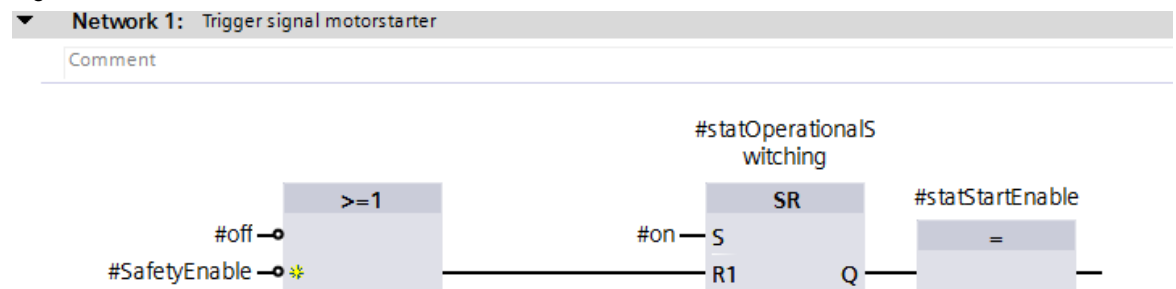 Network 1: Trigger signal motorstarter
Comment
#statOperationalS
witching
>=1
SR
#statStartEnable
#off
#on
S
=
#SafetyEnable
R1
Q